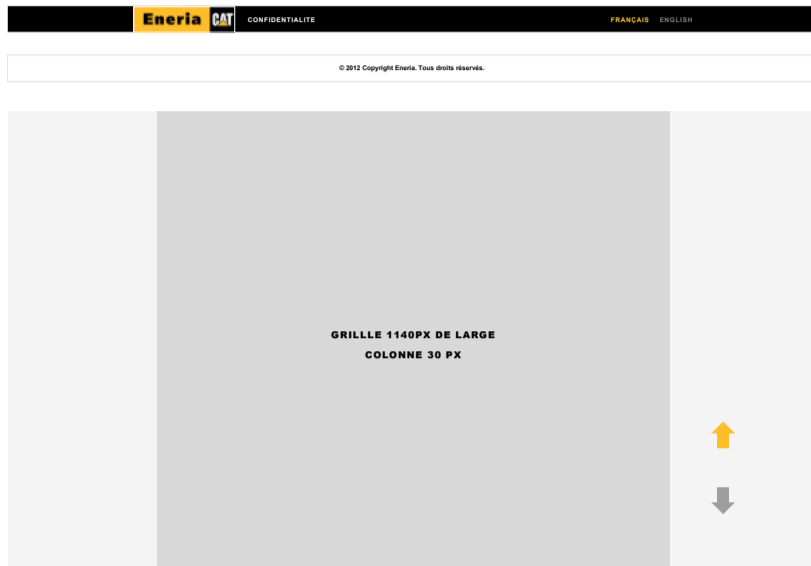 Eneria CAT CONFIDENTIALITE FRANÇAIS ENGLISH
© 2012 Copyright Eneria. Tous droits réservés.
GRILLLE 1140PX DE LARGE
COLONNE 30 PX